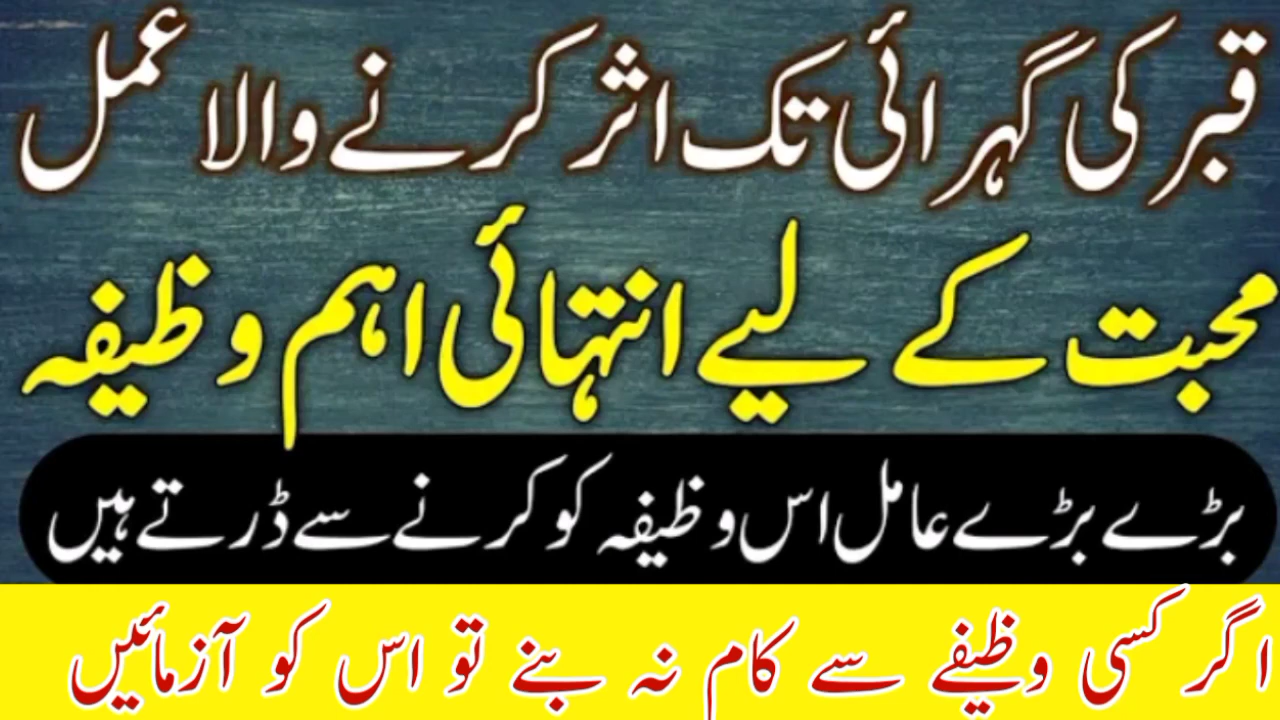 قبر کی گہرائی تک اثر کرنے والا عمل
محبت کے لیے انتہائی اہم وظیفہ
بڑے بڑے عامل اس وظیفہ کو کرنے سے ڈرتے ہیں
اگر کسی وظیفے سے کام نہ بنے تو اس کو آزمائیں